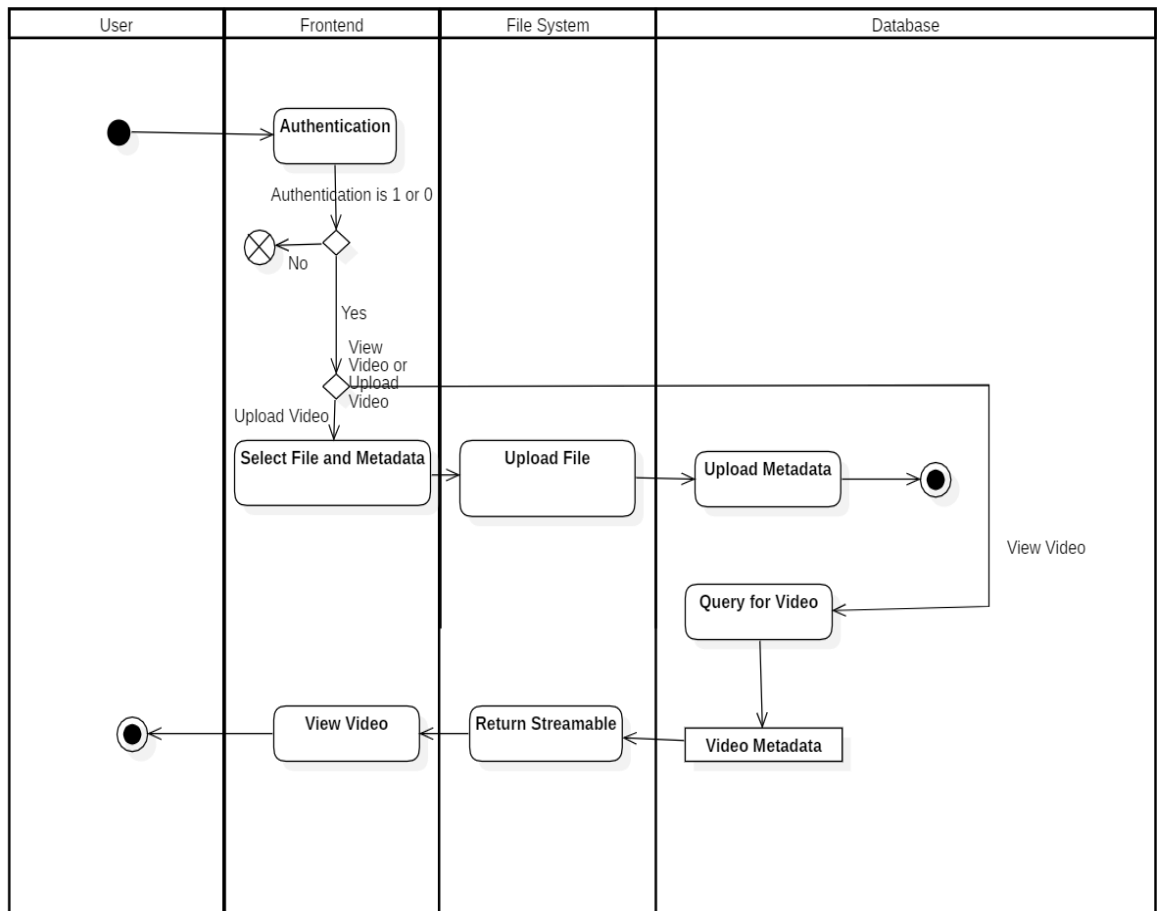 User
Frontend
File System
Database
Authentication
Authentication is 1 or 0
No
Yes
View
Video or
Upload
Video
Upload Video
Select File and Metadata
Upload File
Upload Metadata
View Video
Query for Video
View Video
Return Streamable
Video Metadata